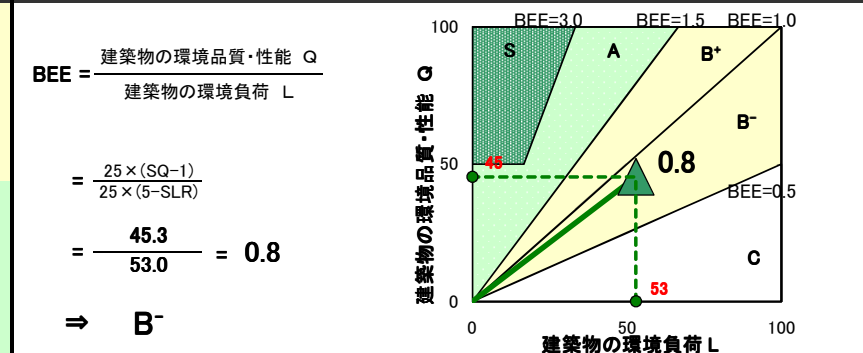 BEE = 建築物の環境品質・性能 Q
建築物の環境負荷 L
= 25×(SQ-1)
25×(5-SLR)
= 45.3
53.0
= 0.8
⇒ B-
BEE=3.0 BEE=1.5 BEE=1.0
100
S A B+
B-
50
45 0.8
BEE=0.5
C
53
0
0 50 100
建築物の環境品質・性能 Q
建築物の環境負荷 L